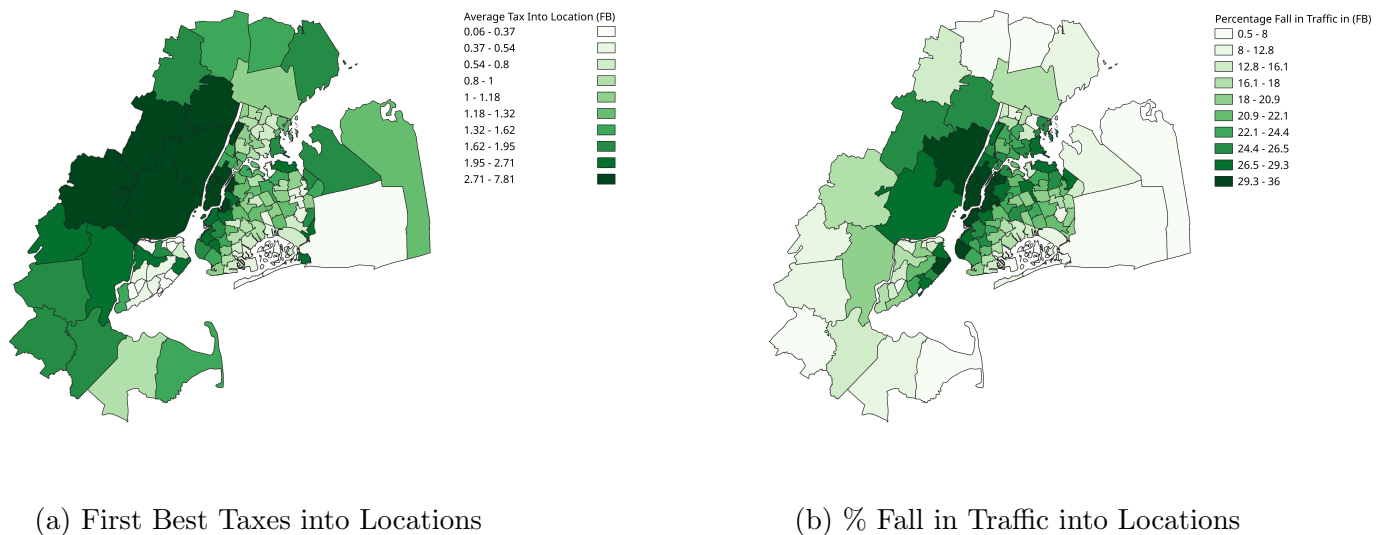 Average Tax Into Location (FB)
0.06 - 0.37
0.37 - 0.54
0.54 - 0.8
0.8 - 1
1 - 1.18
1.18 - 1.32
1.32 - 1.62
1.62 - 1.95
1.95 - 2.71
2.71 - 7.81
Percentage Fall in Traffic in (FB)
0.5 - 8
8 - 12.8
12.8 - 16.1
16.1 - 18
18 - 20.9
20.9 - 22.1
22.1 - 24.4
24.4 - 26.5
26.5 - 29.3
29.3 - 36
(a) First Best Taxes into Locations
(b) % Fall in Traffic into Locations